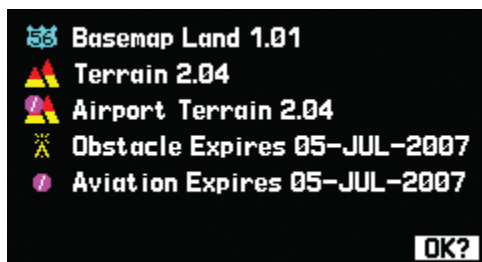 56 Basemap Land 1.01
Terrain 2.04
Airport Terrain 2.04
Obstacle Expires 05-JUL-2007
Aviation Expires 05-JUL-2007
OK?